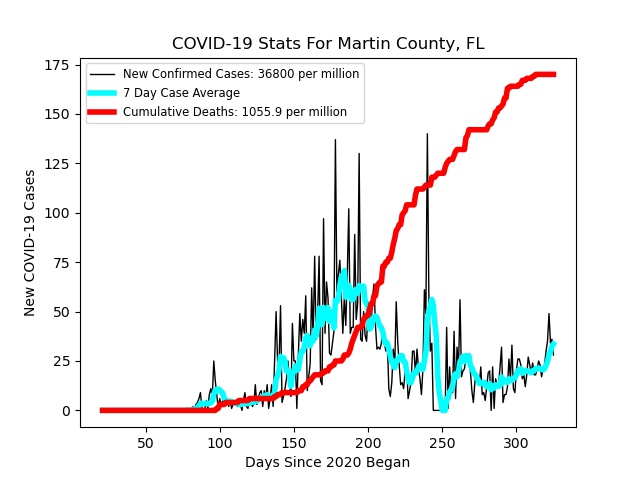 COVID-19 Stats For Martin County, FL
New Confirmed Cases: 36800 per million
7 Day Case Average
Cumulative Deaths: 1055.9 per million
New COVID-19 Cases
175
150
125
100
75
50
25
0
50
100
150
200
250
300
Days Since 2020 Began